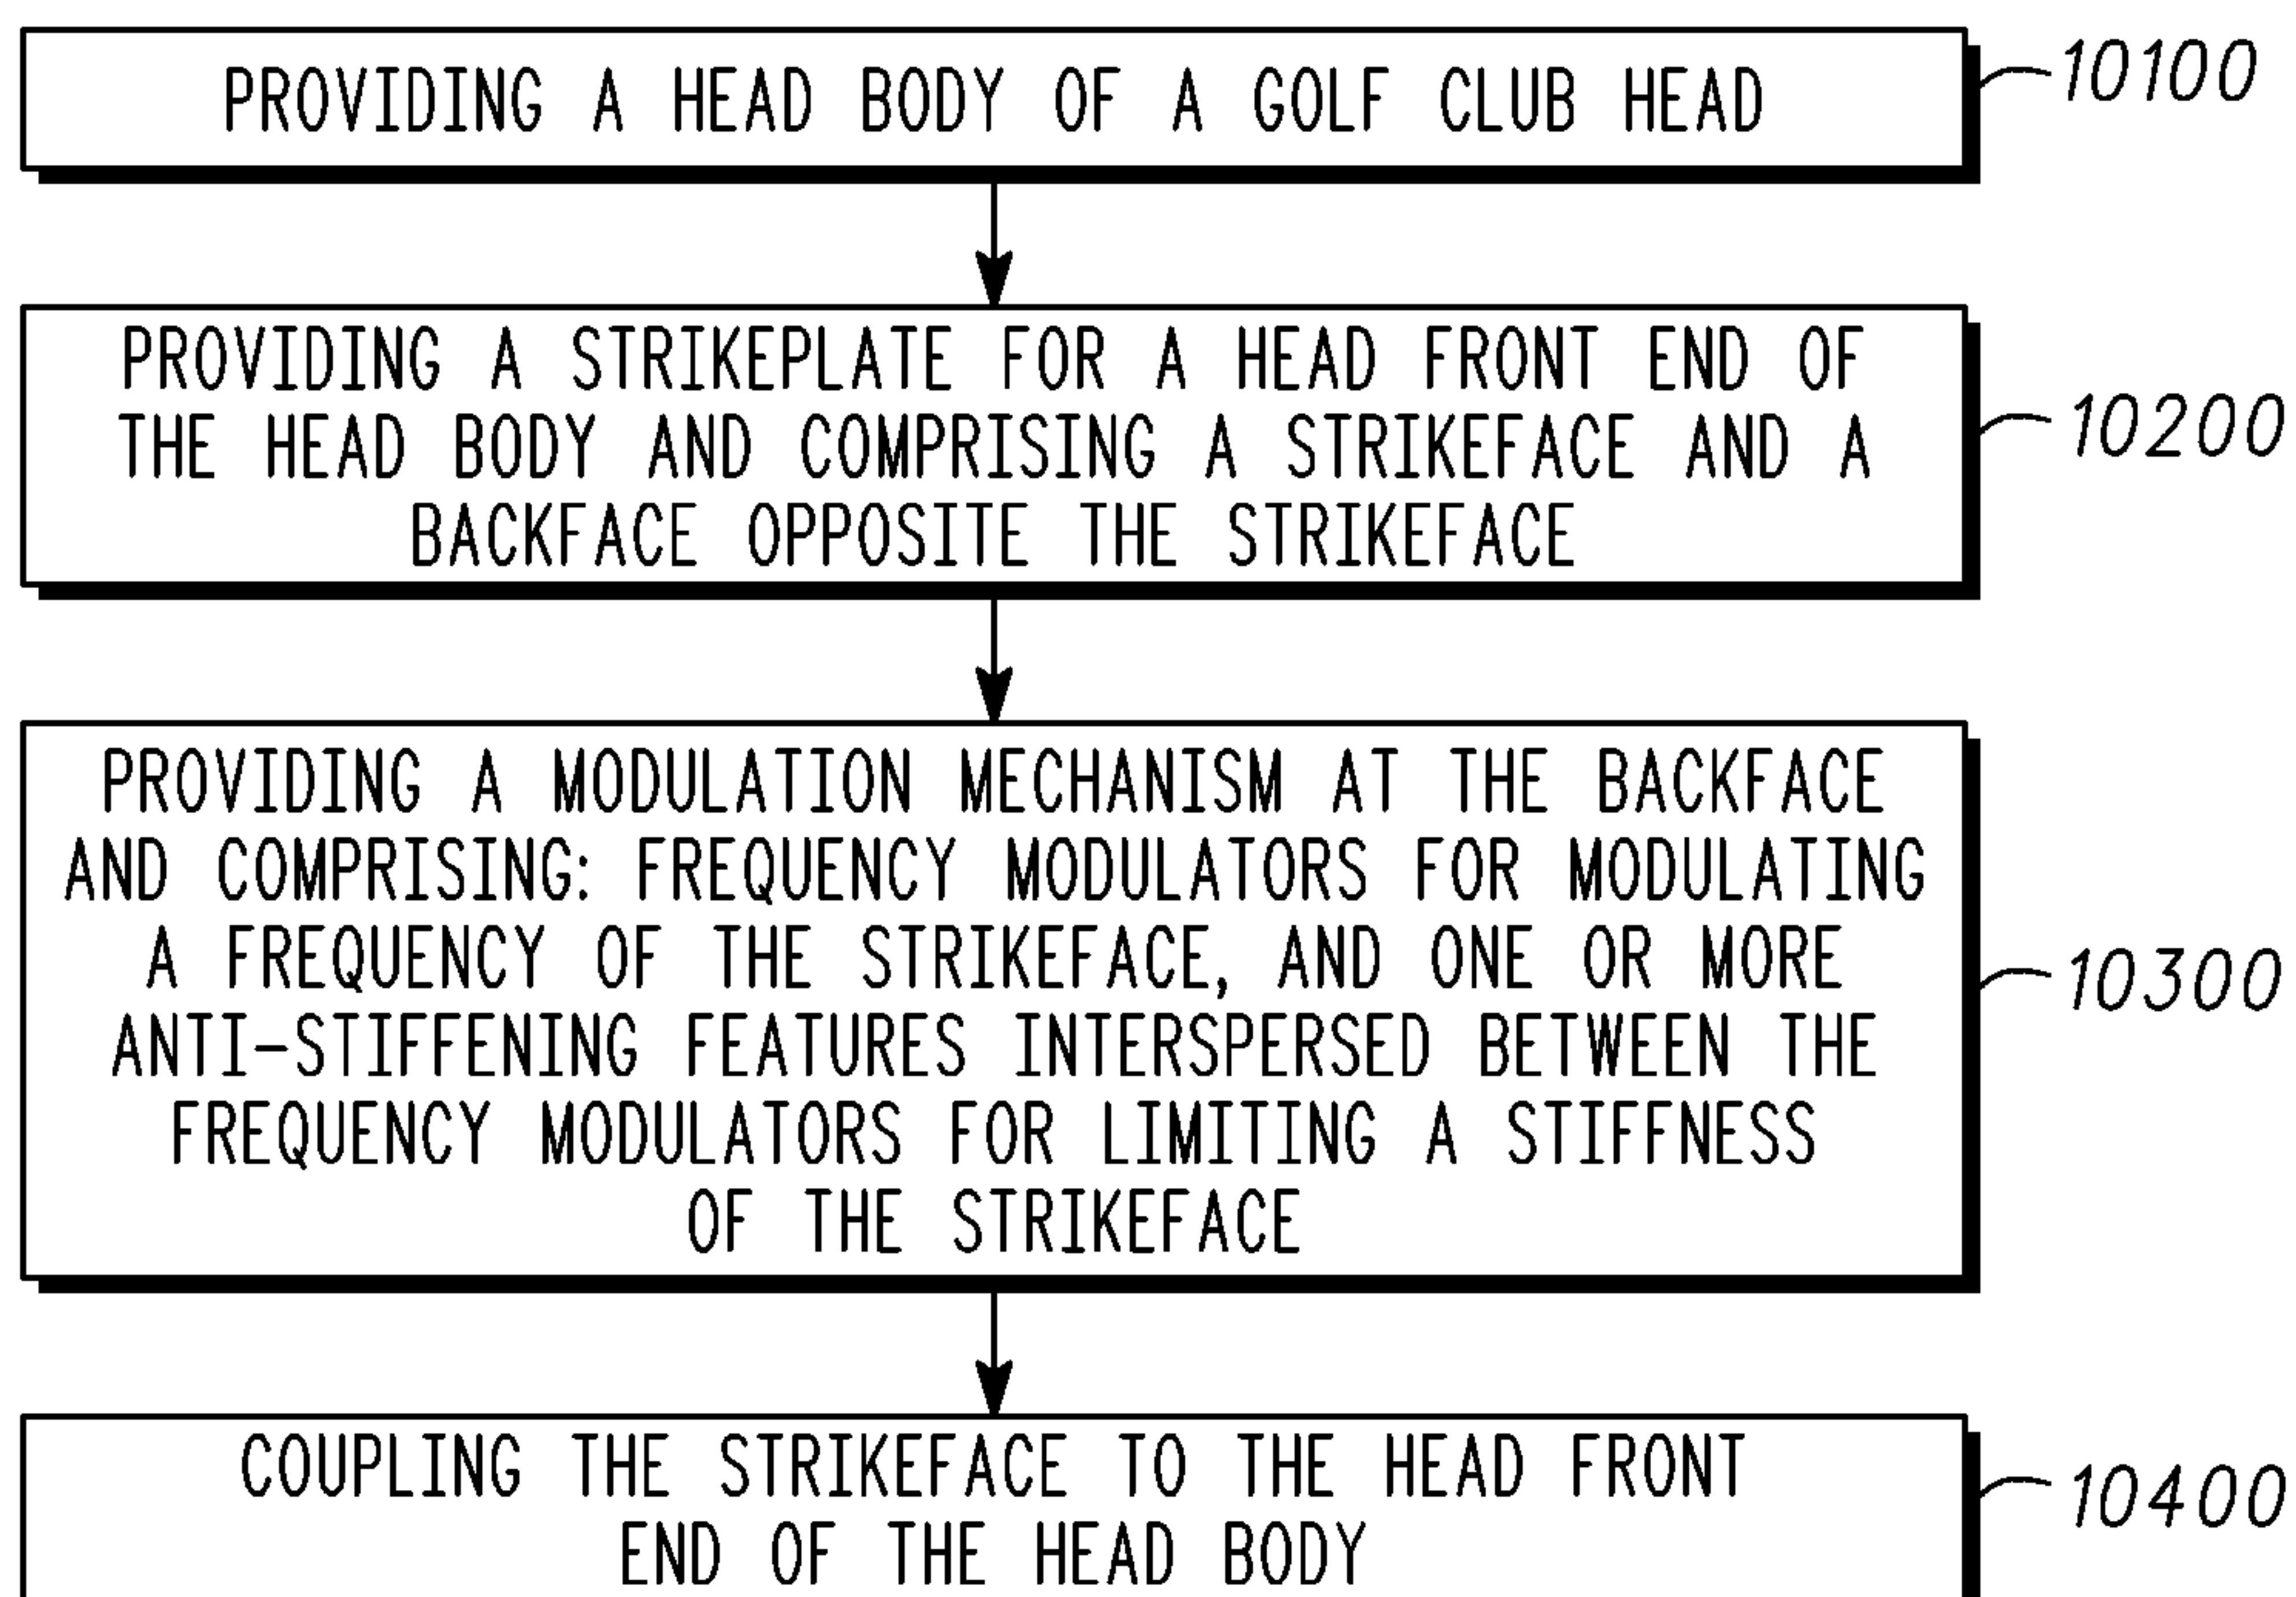 PROVIDING A HEAD BODY OF A GOLF CLUB HEAD
10100
PROVIDING A STRIKEPLATE FOR A HEAD FRONT END OF
THE HEAD BODY AND COMPRISING A STRIKEFACE AND A
BACKFACE OPPOSITE THE STRIKEFACE
10200
PROVIDING A MODULATION MECHANISM AT THE BACKFACE
AND COMPRISING: FREQUENCY MODULATORS FOR MODULATING
A FREQUENCY OF THE STRIKEFACE, AND ONE OR MORE
ANTI-STIFFENING FEATURES INTERSPERSED BETWEEN THE
FREQUENCY MODULATORS FOR LIMITING A STIFFNESS
OF THE STRIKEFACE
10300
COUPLING THE STRIKEFACE TO THE HEAD FRONT
END OF THE HEAD BODY
10400